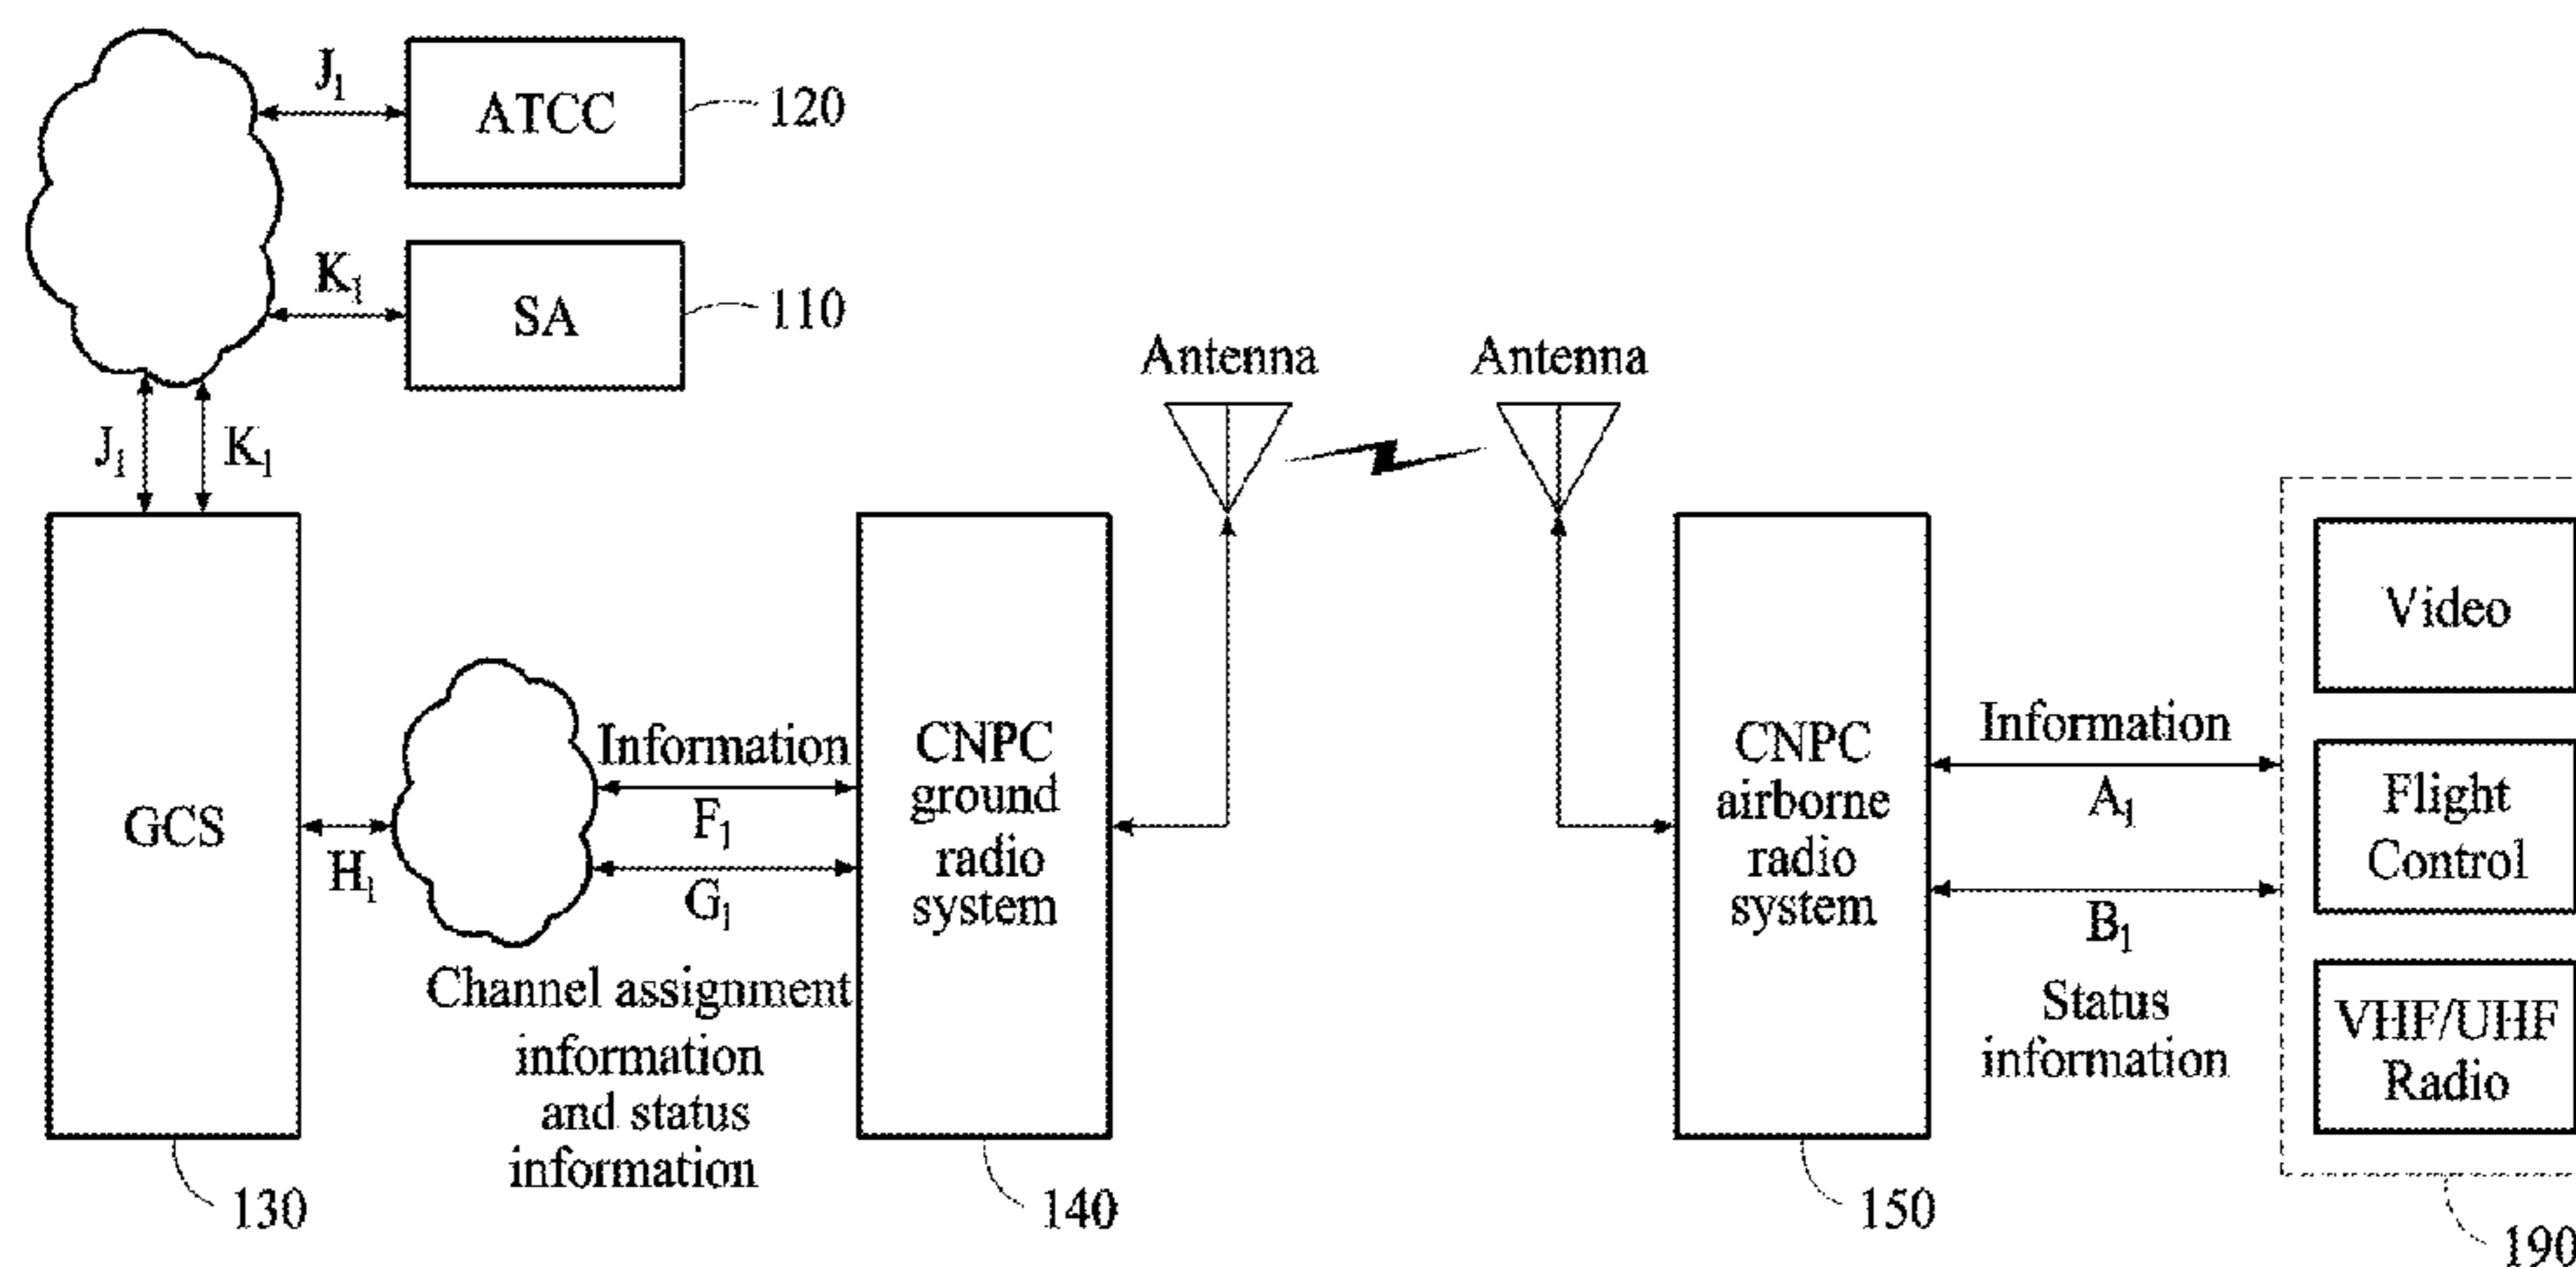 J₁
ATCC
120
K₁
SA
110
J₁
K₁
Antenna
Antenna
GCS
H₁
Information
F₁
G₁
Channel assignment
information
and status
information
CNPC
ground
radio
system
CNPC
airborne
radio
system
Information
A₁
B₁
Status
information
Video
Flight
Control
VHF/UHF
Radio
130
140
150
190